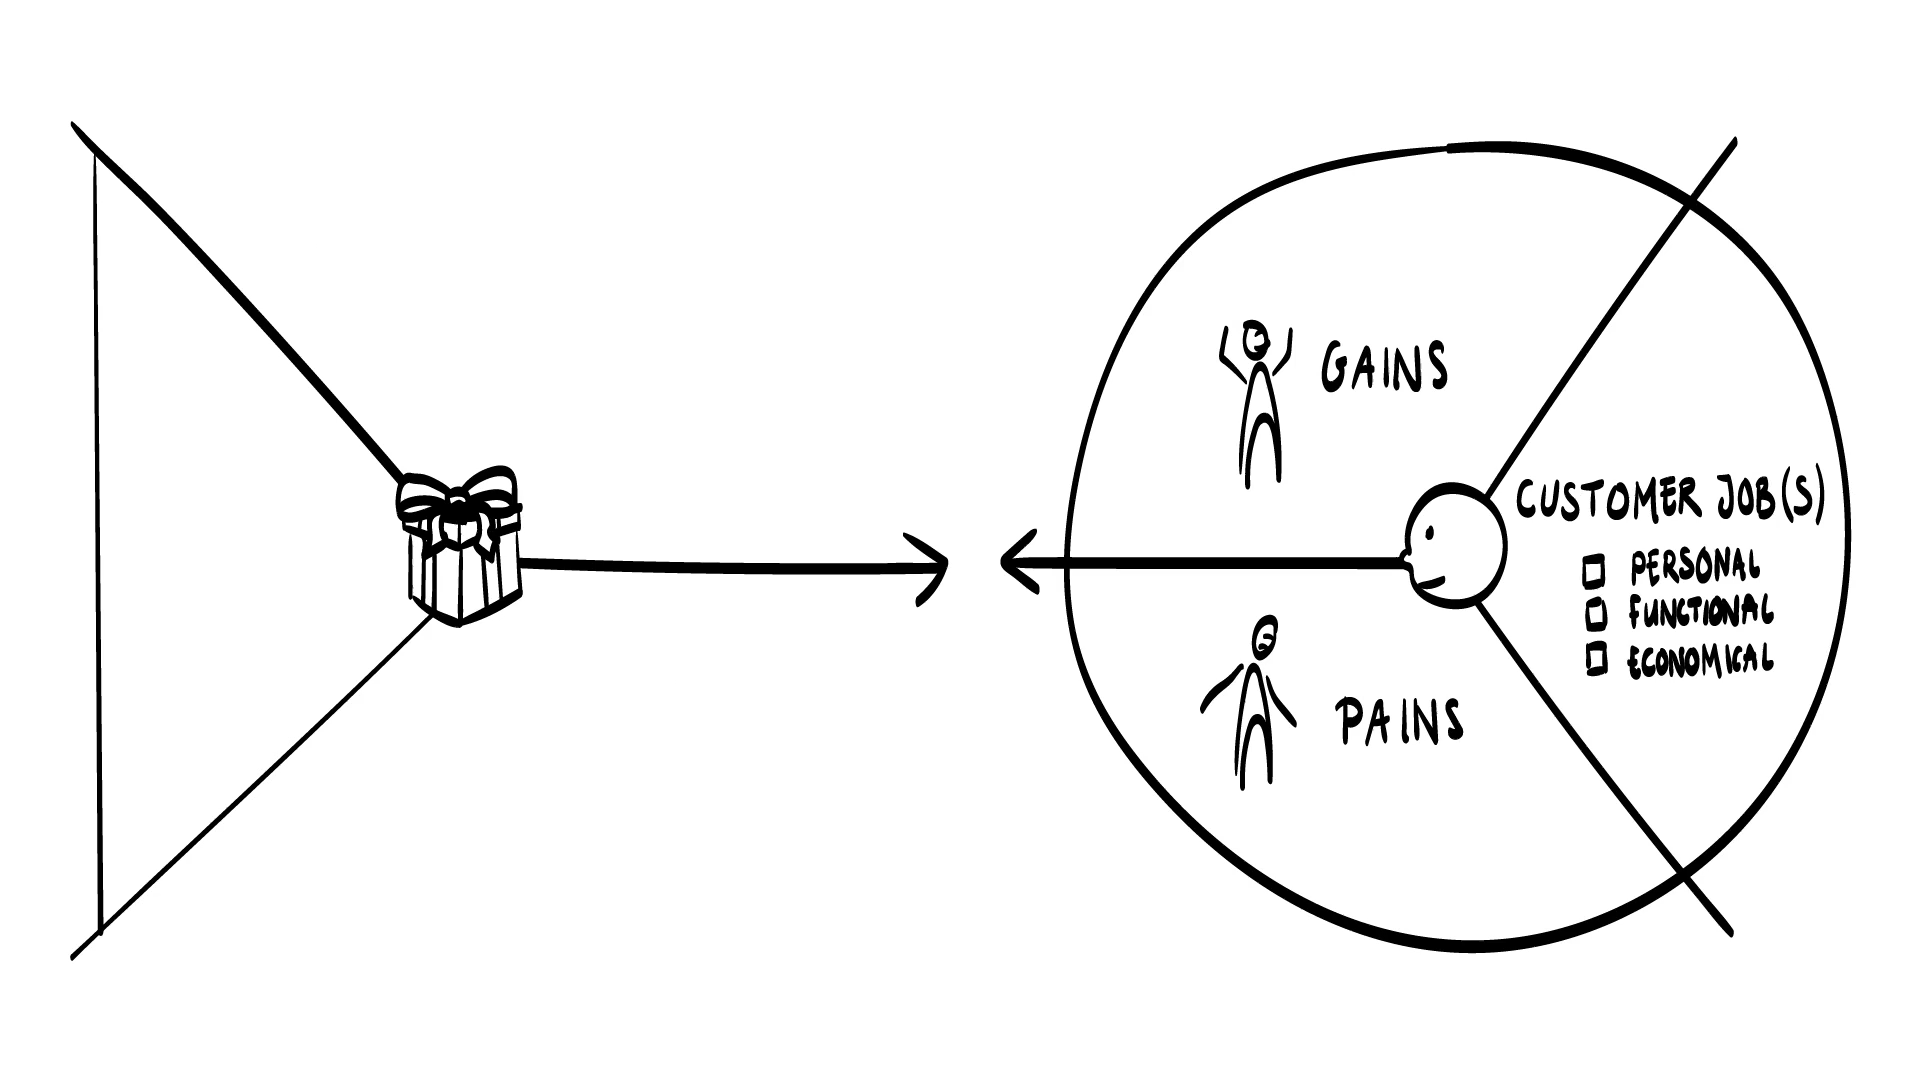 GAINS
CUSTOMER JOB(S)
PERSONAL
FUNCTIONAL
ECONOMICAL
PAINS